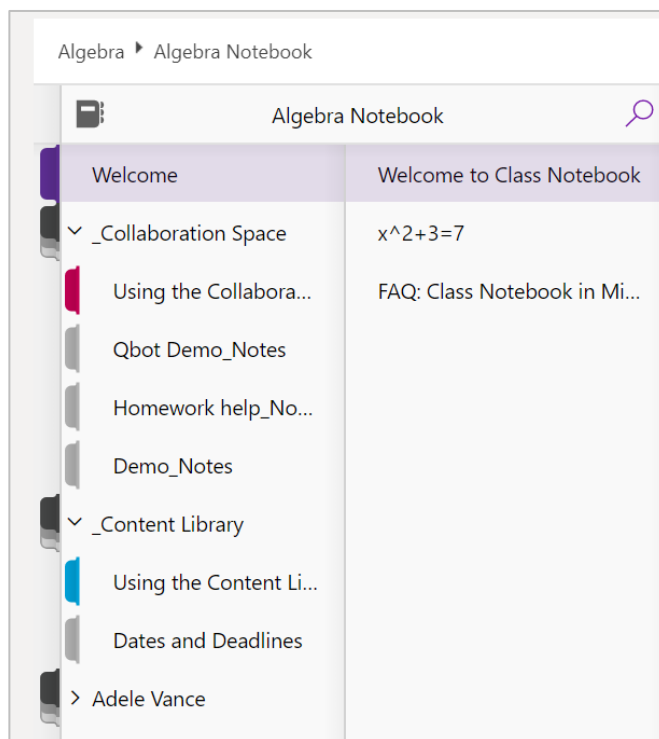 Algebra Algebra Notebook
Algebra Notebook
Welcome
_Collaboration Space
Using the Collabora...
Qbot Demo_Notes
Homework help_No...
Demo_Notes
_Content Library
Using the Content Li...
Dates and Deadlines
Adele Vance
Welcome to Class Notebook
x^2+3=7
FAQ: Class Notebook in Mi...